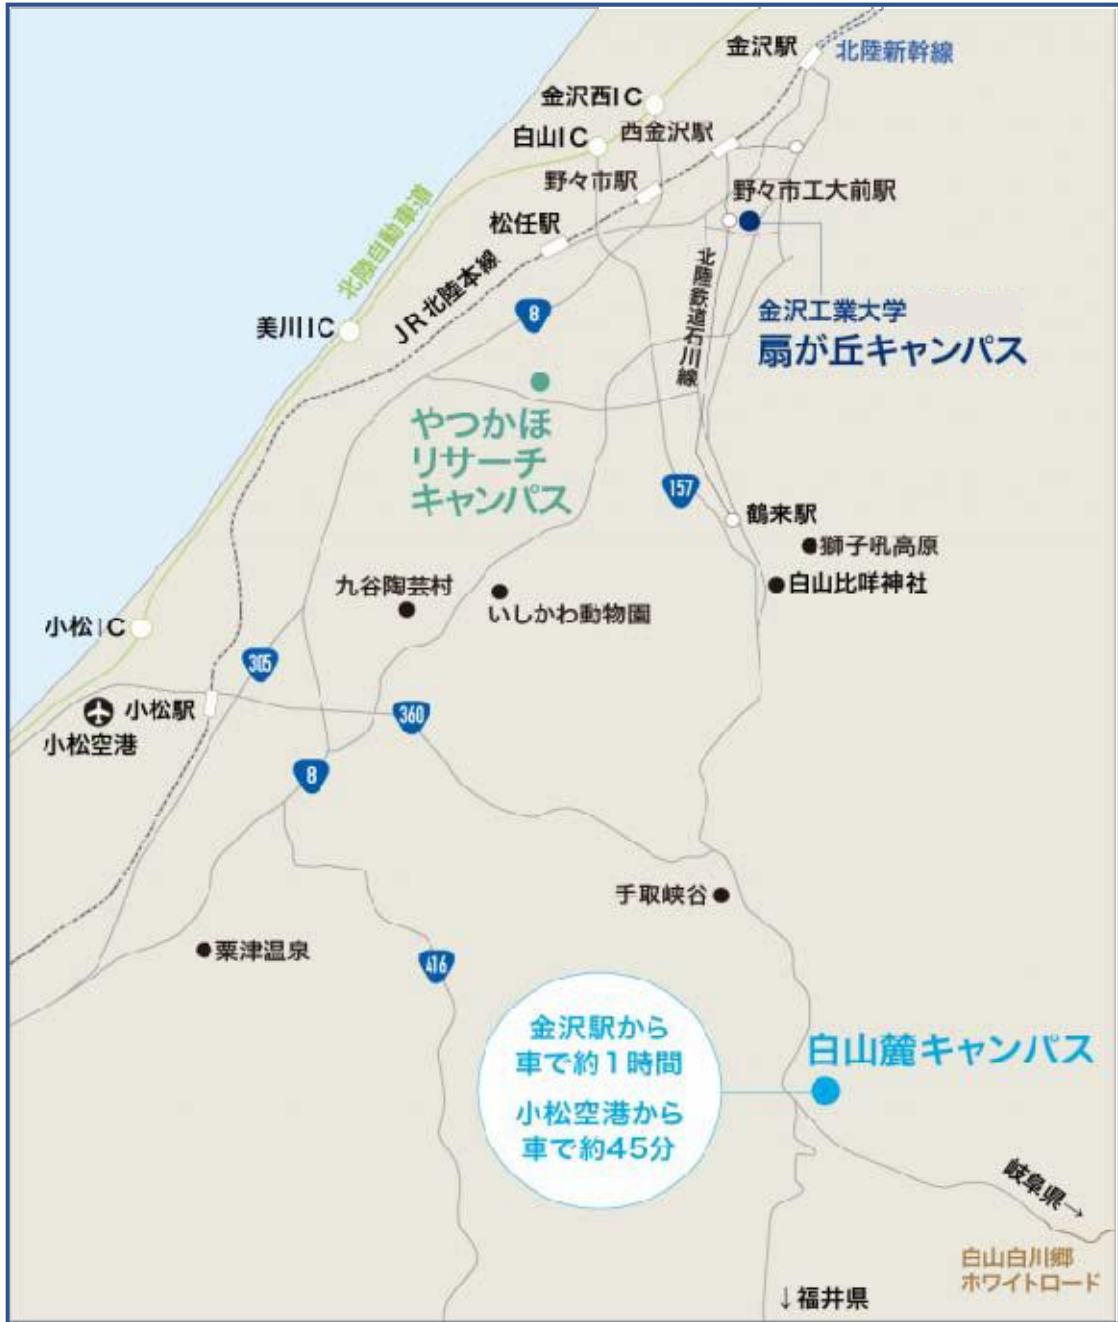 金沢駅
北陸新幹線
金沢西IC
白山IC
西金沢駅
野々市駅
野々市工大前駅
松任駅
北陸自動車道
JR北陸本線
北陸鉄道石川線
金沢工業大学
扇が丘キャンパス
美川IC
8
やつかほ
リサーチ
キャンパス
157
鶴来駅
獅子吼高原
白山比咩神社
九谷陶芸村
いしかわ動物園
小松IC
305
小松駅
小松空港
360
8
手取峡谷
粟津温泉
416
金沢駅から
車で約1時間
小松空港から
車で約45分
白山麓キャンパス
岐阜県→
白山白川郷
ホワイトロード
↓福井県